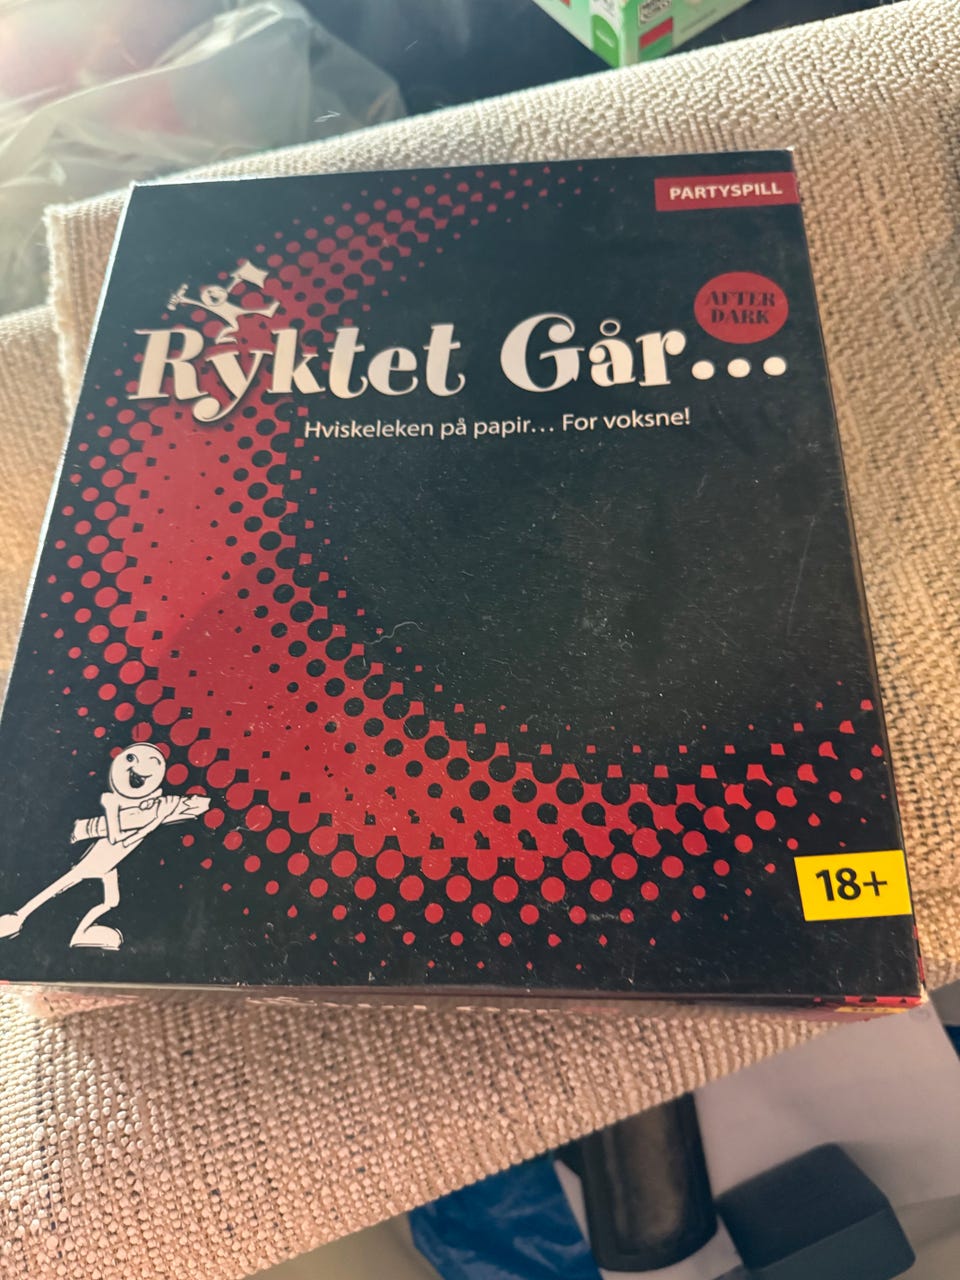 PARTYSPILL
AFTER
DARK
Ryktet Går...
Hviskeleken på papir... For voksne!
18+